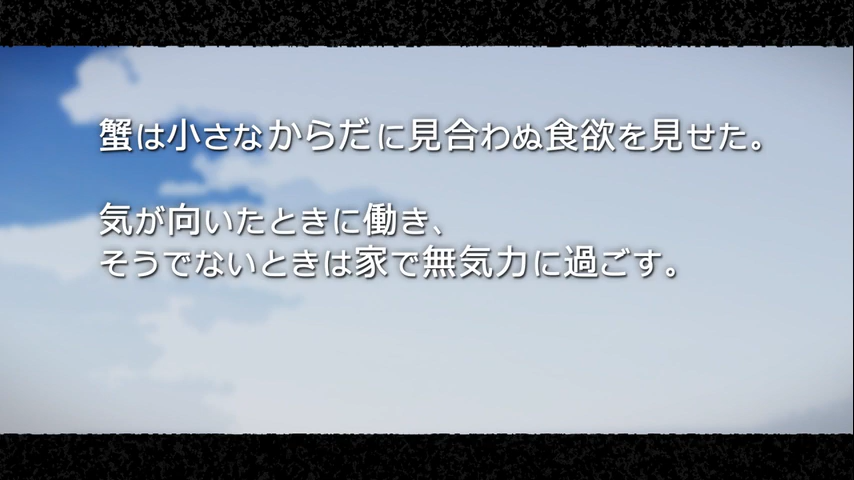 蟹は小さなからだに見合わぬ食欲を見せた。
気が向いたときに働き、
そうでないときは家で無気力に過ごす。